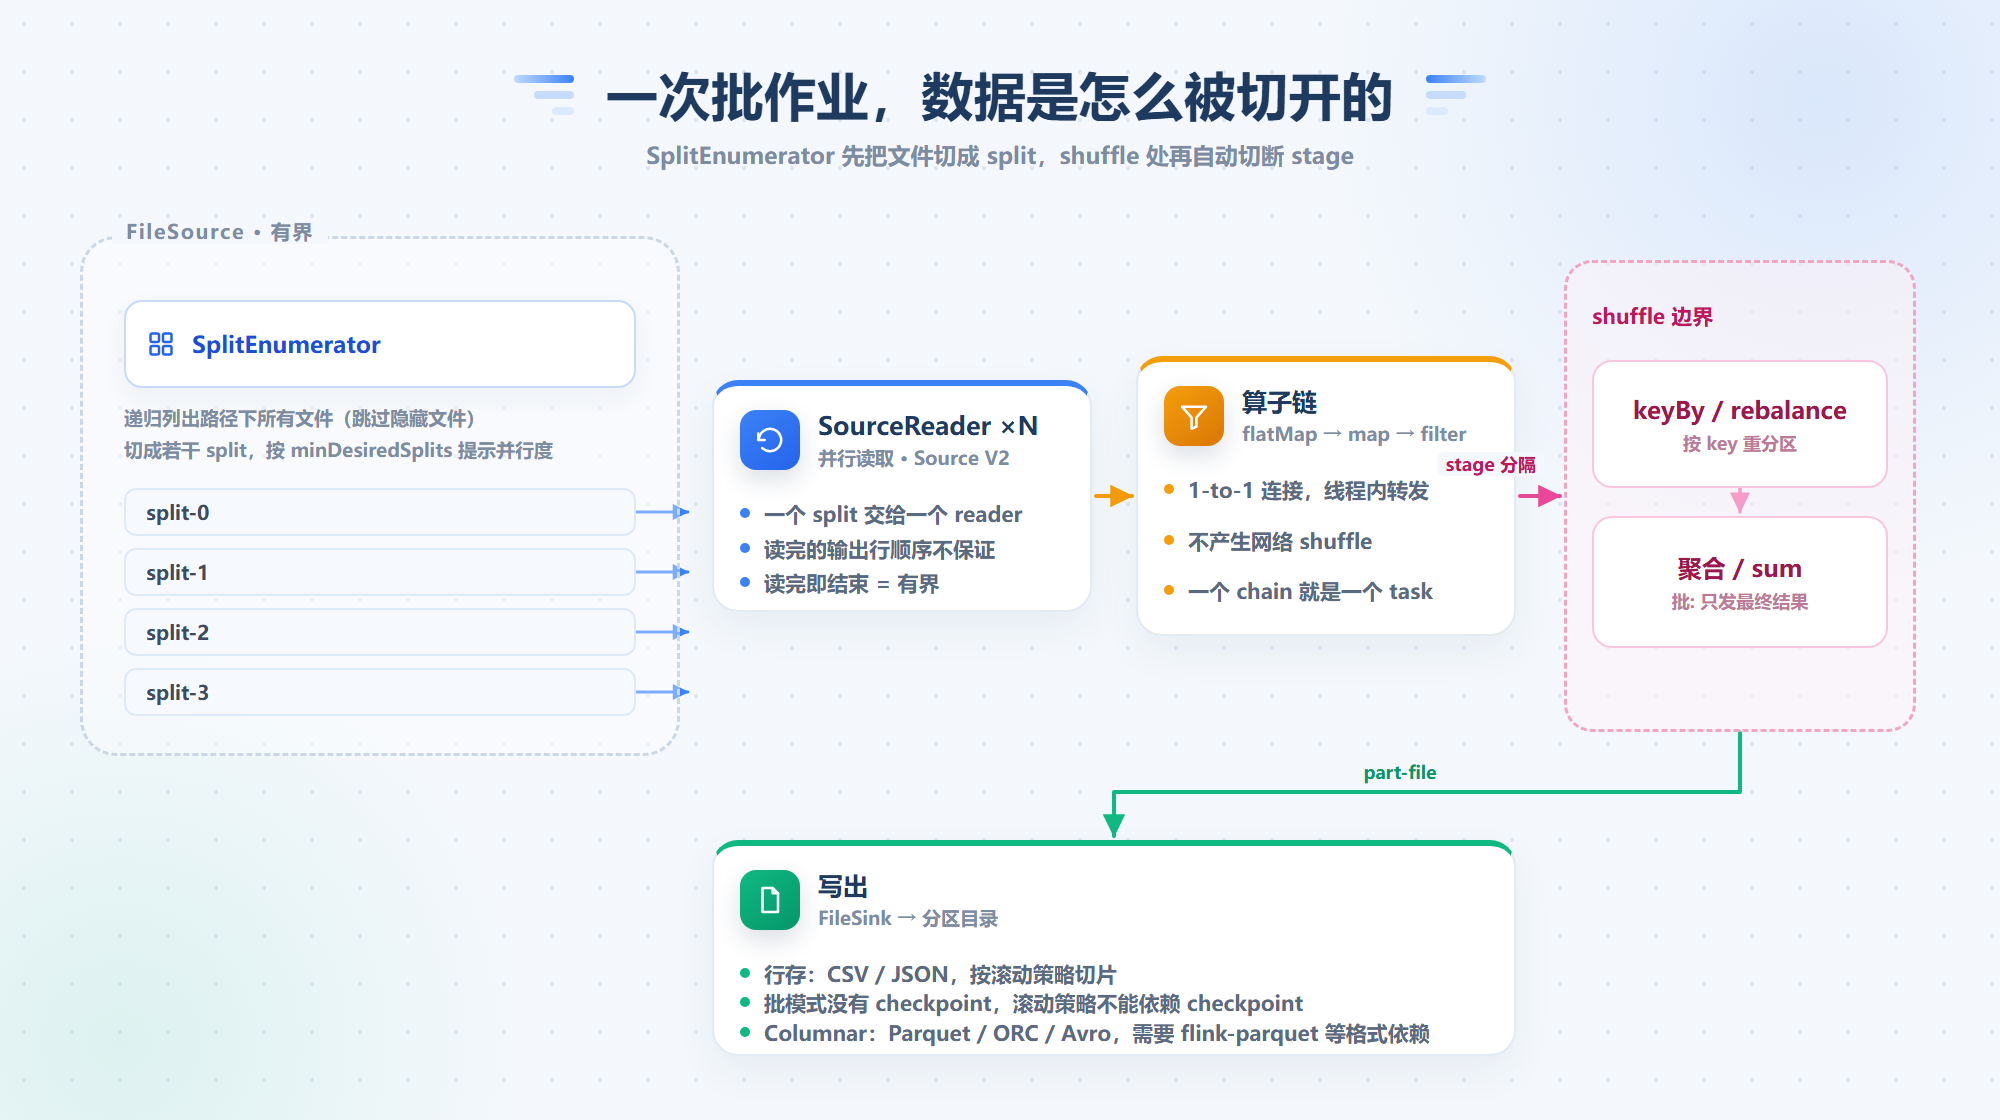 一次批作业，数据是怎么被切开的
SplitEnumerator 先把文件切成 split，shuffle 处再自动切断 stage
FileSource • 有界
SplitEnumerator
递归列出路径下所有文件（跳过隐藏文件）
切成若干 split，按 minDesiredSplits 提示并行度
split-0
split-1
split-2
split-3
SourceReader ×N
并行读取 • Source V2
一个 split 交给一个 reader
读完的输出行顺序不保证
读完即结束 = 有界
算子链
flatMap → map → filter
1-to-1 连接，线程内转发
不产生网络 shuffle
一个 chain 就是一个 task
stage 分隔
shuffle 边界
keyBy / rebalance
按 key 重分区
聚合 / sum
批: 只发最终结果
part-file
写出
FileSink → 分区目录
行存：CSV / JSON，按滚动策略切片
批模式没有 checkpoint，滚动策略不能依赖 checkpoint
Columnar：Parquet / ORC / Avro，需要 flink-parquet 等格式依赖